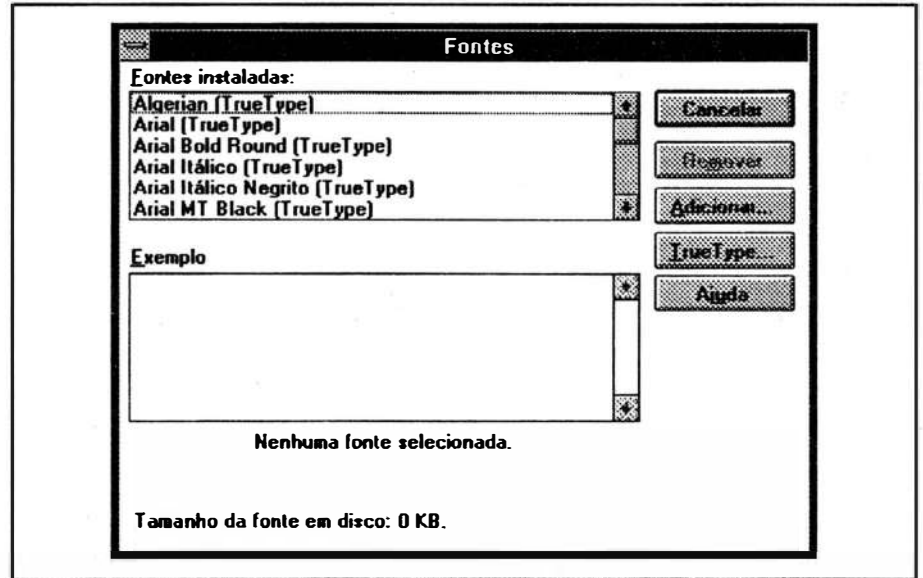 Fontes
Fontes instaladas:
Algerian (TrueType)
Arial (TrueType)
Arial Bold Round (TrueType)
Arial Itálico (TrueType)
Arial Itálico Negrito (TrueType)
Arial MT Black (TrueType)
Cancelar
Remover
Adicionar...
TrueType...
Ajuda
Exemplo
Nenhuma fonte selecionada.
Tamanho da fonte em disco: 0 KB.